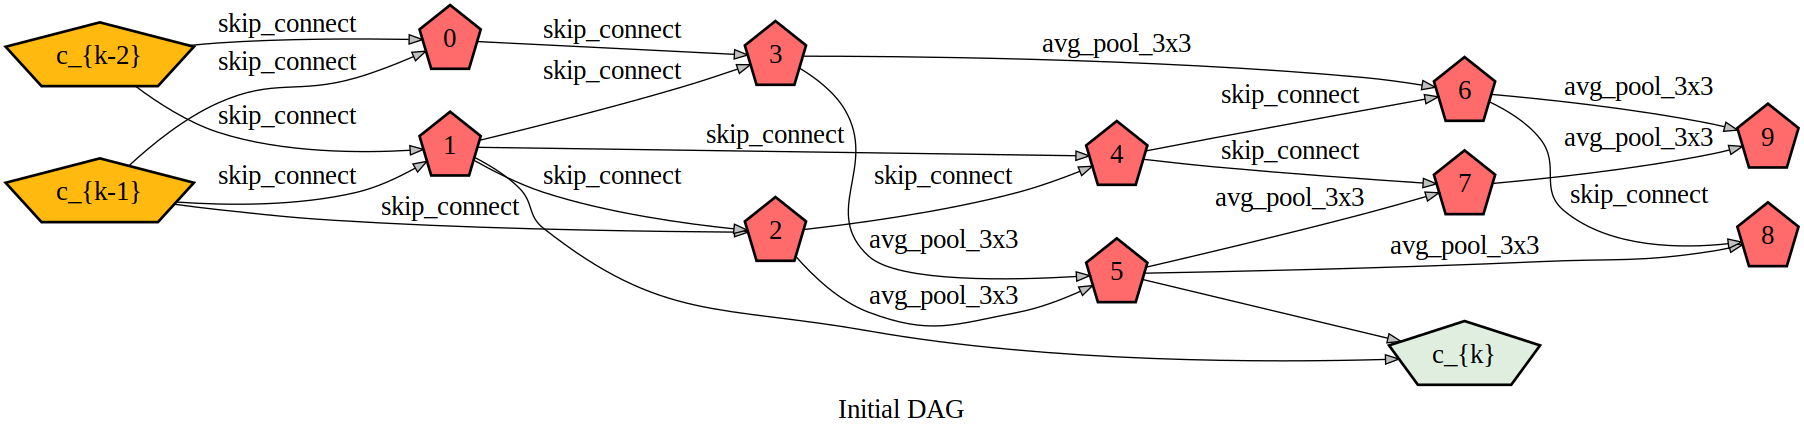 c_{k-2}
c_{k-1}
skip_connect
skip_connect
skip_connect
skip_connect
skip_connect
0
1
skip_connect
skip_connect
skip_connect
skip_connect
3
2
avg_pool_3x3
skip_connect
avg_pool_3x3
avg_pool_3x3
4
5
skip_connect
skip_connect
avg_pool_3x3
avg_pool_3x3
6
7
c_{k}
avg_pool_3x3
avg_pool_3x3
skip_connect
9
8
Initial DAG